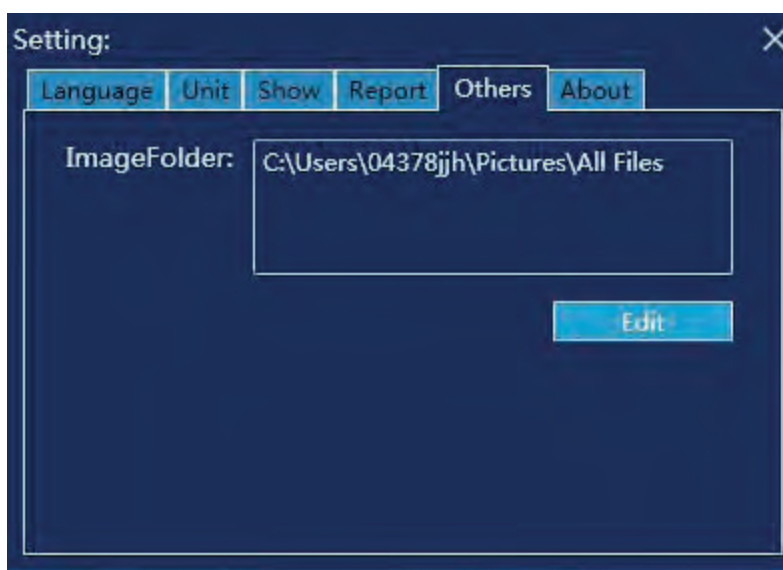 Setting:
Language Unit Show Report Others About
ImageFolder: C:\Users\04378jjh\Pictures\All Files
Edit